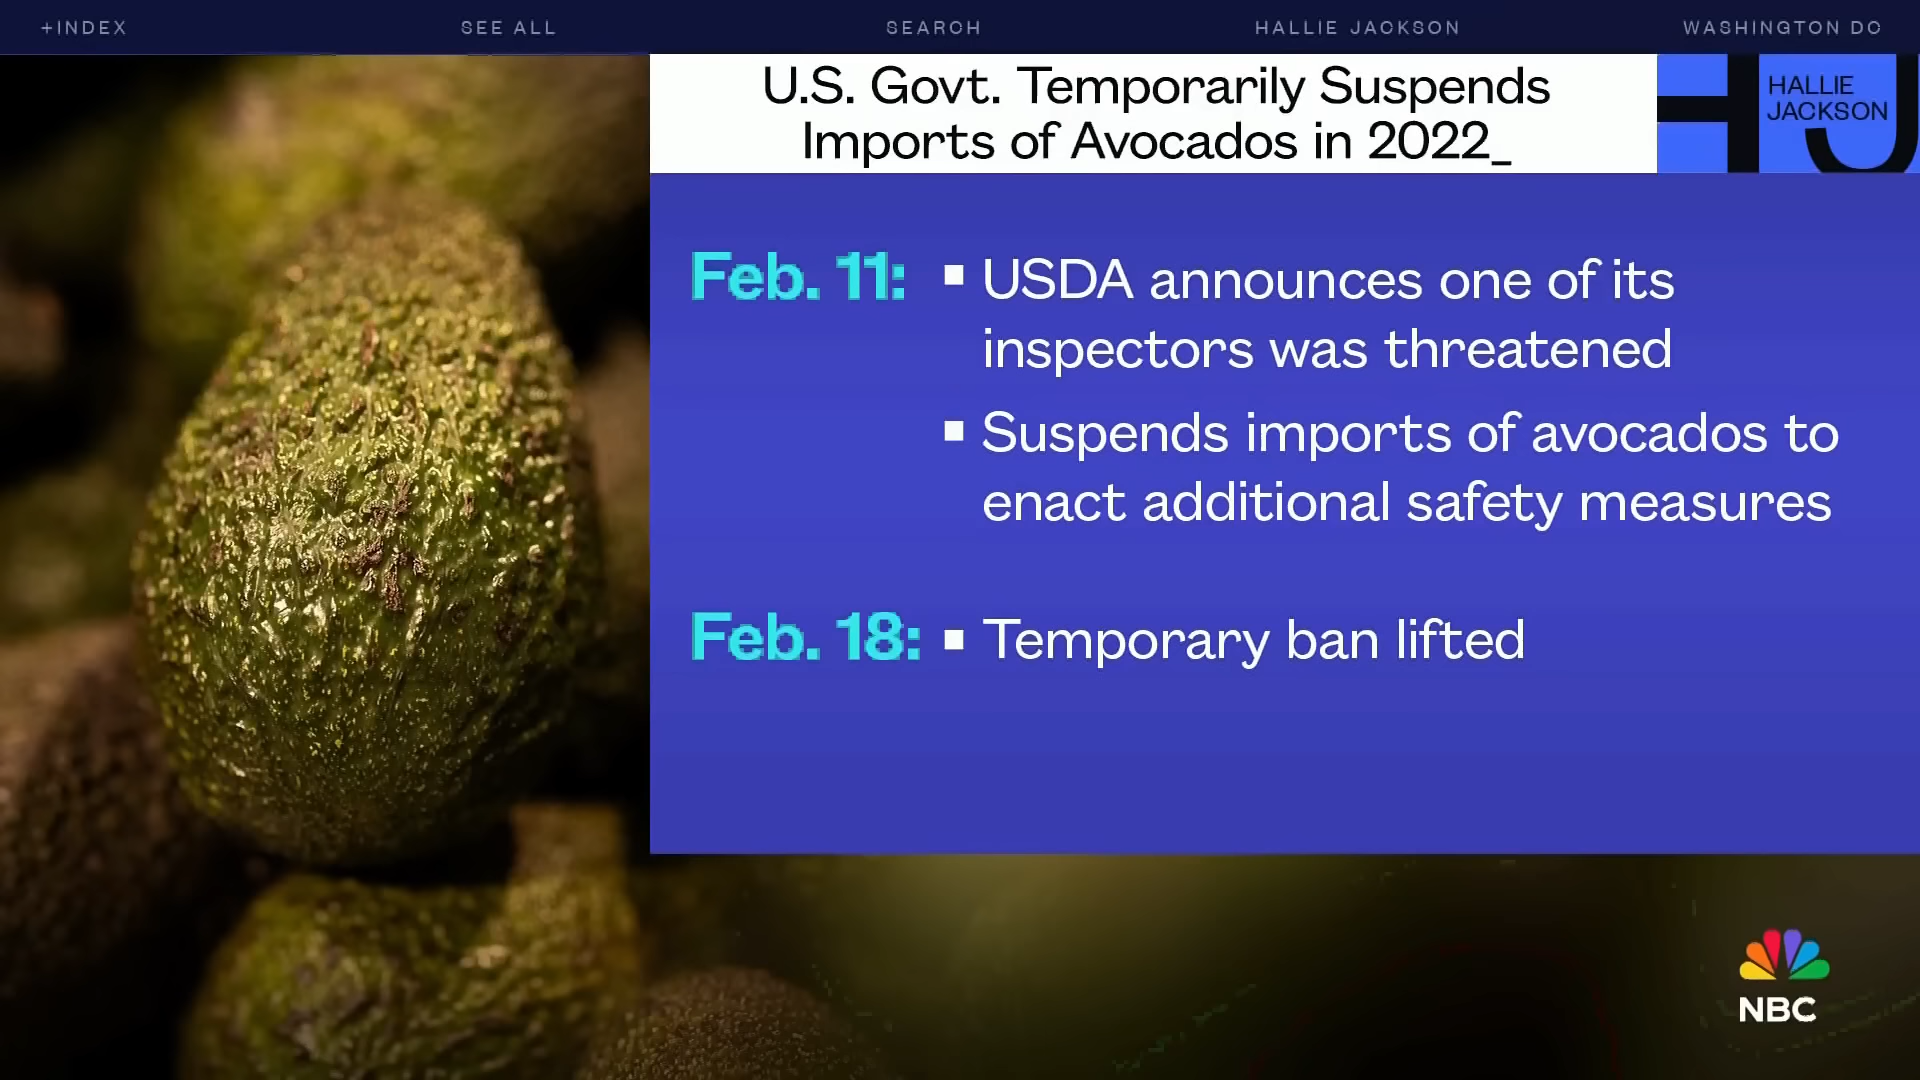 +INDEX
SEE ALL
SEARCH
HALLIE JACKSON
WASHINGTON DC
U.S. Govt. Temporarily Suspends
Imports of Avocados in 2022_
HJ
HALLIE
JACKSON
Feb. 11:
▪ USDA announces one of its
inspectors was threatened
▪ Suspends imports of avocados to
enact additional safety measures
Feb. 18:
▪ Temporary ban lifted
NBC